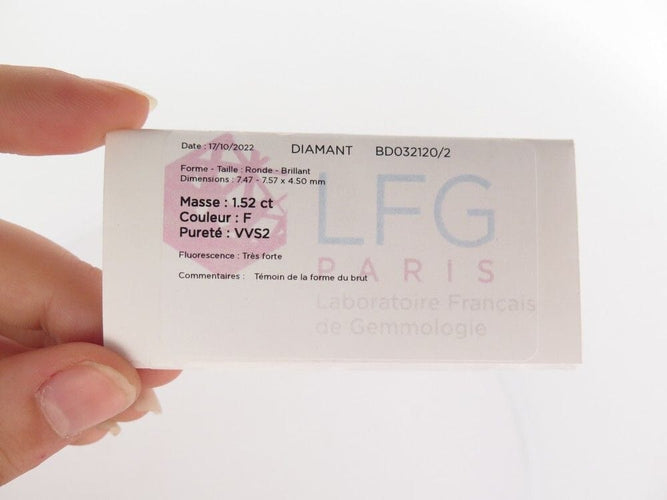 Date : 17/10/2022 DIAMANT BD032120/2
Forme - Taille : Ronde - Brillant
Dimensions : 7.47 - 7.57 x 4.50 mm
Masse : 1.52 ct
Couleur : F
Pureté : VVS2
Fluorescence : Très forte
Commentaires : Témoin de la forme du brut
LFG
PARIS
Laboratoire Français
de Gemmologie